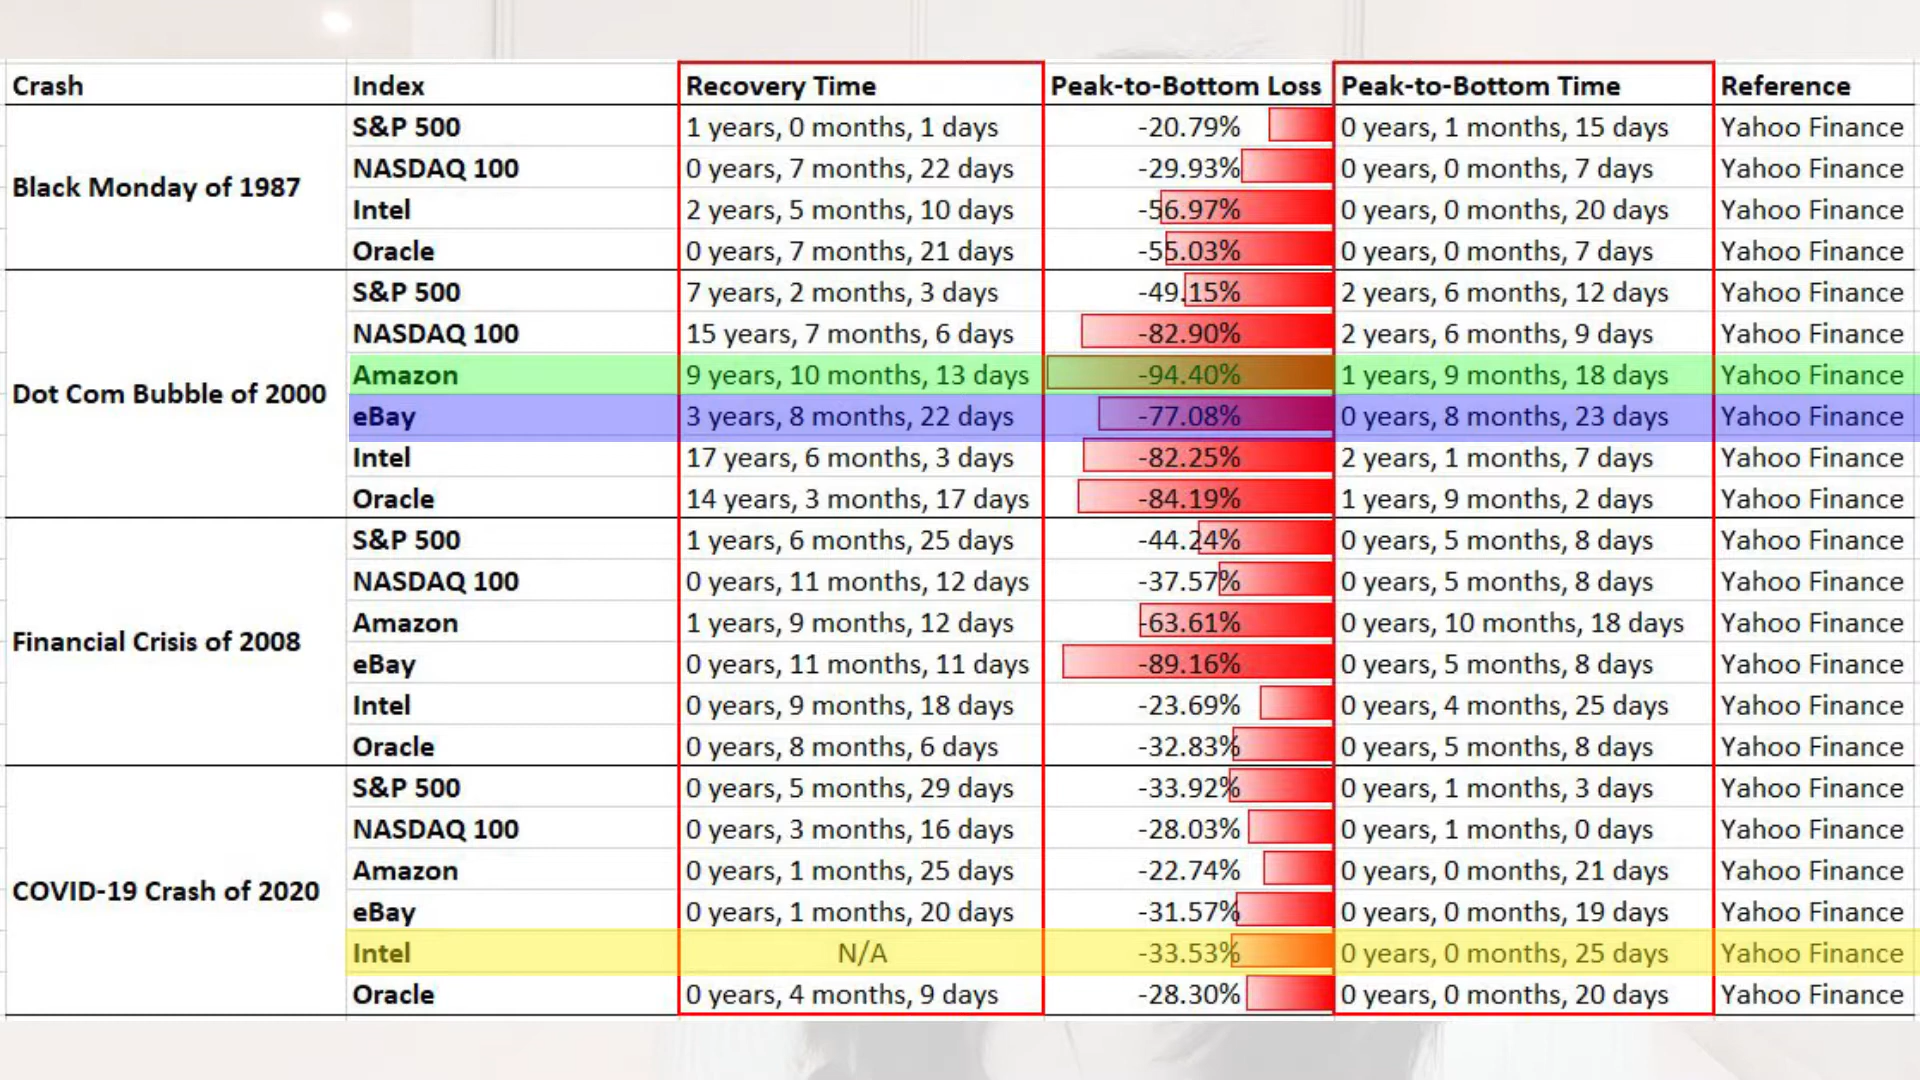 Crash Index Recovery Time Peak-to-Bottom Loss Peak-to-Bottom Time Reference
Black Monday of 1987
S&P 500 1 years, 0 months, 1 days -20.79% 0 years, 1 months, 15 days Yahoo Finance
NASDAQ 100 0 years, 7 months, 22 days -29.93% 0 years, 0 months, 7 days Yahoo Finance
Intel 2 years, 5 months, 10 days -56.97% 0 years, 0 months, 20 days Yahoo Finance
Oracle 0 years, 7 months, 21 days -55.03% 0 years, 0 months, 7 days Yahoo Finance
Dot Com Bubble of 2000
S&P 500 7 years, 2 months, 3 days -49.15% 2 years, 6 months, 12 days Yahoo Finance
NASDAQ 100 15 years, 7 months, 6 days -82.90% 2 years, 6 months, 9 days Yahoo Finance
Amazon 9 years, 10 months, 13 days -94.40% 1 years, 9 months, 18 days Yahoo Finance
eBay 3 years, 8 months, 22 days -77.08% 0 years, 8 months, 23 days Yahoo Finance
Intel 17 years, 6 months, 3 days -82.25% 2 years, 1 months, 7 days Yahoo Finance
Oracle 14 years, 3 months, 17 days -84.19% 1 years, 9 months, 2 days Yahoo Finance
Financial Crisis of 2008
S&P 500 1 years, 6 months, 25 days -44.24% 0 years, 5 months, 8 days Yahoo Finance
NASDAQ 100 0 years, 11 months, 12 days -37.57% 0 years, 5 months, 8 days Yahoo Finance
Amazon 1 years, 9 months, 12 days -63.61% 0 years, 10 months, 18 days Yahoo Finance
eBay 0 years, 11 months, 11 days -89.16% 0 years, 5 months, 8 days Yahoo Finance
Intel 0 years, 9 months, 18 days -23.69% 0 years, 4 months, 25 days Yahoo Finance
Oracle 0 years, 8 months, 6 days -32.83% 0 years, 5 months, 8 days Yahoo Finance
COVID-19 Crash of 2020
S&P 500 0 years, 5 months, 29 days -33.92% 0 years, 1 months, 3 days Yahoo Finance
NASDAQ 100 0 years, 3 months, 16 days -28.03% 0 years, 1 months, 0 days Yahoo Finance
Amazon 0 years, 1 months, 25 days -22.74% 0 years, 0 months, 21 days Yahoo Finance
eBay 0 years, 1 months, 20 days -31.57% 0 years, 0 months, 19 days Yahoo Finance
Intel N/A -33.53% 0 years, 0 months, 25 days Yahoo Finance
Oracle 0 years, 4 months, 9 days -28.30% 0 years, 0 months, 20 days Yahoo Finance